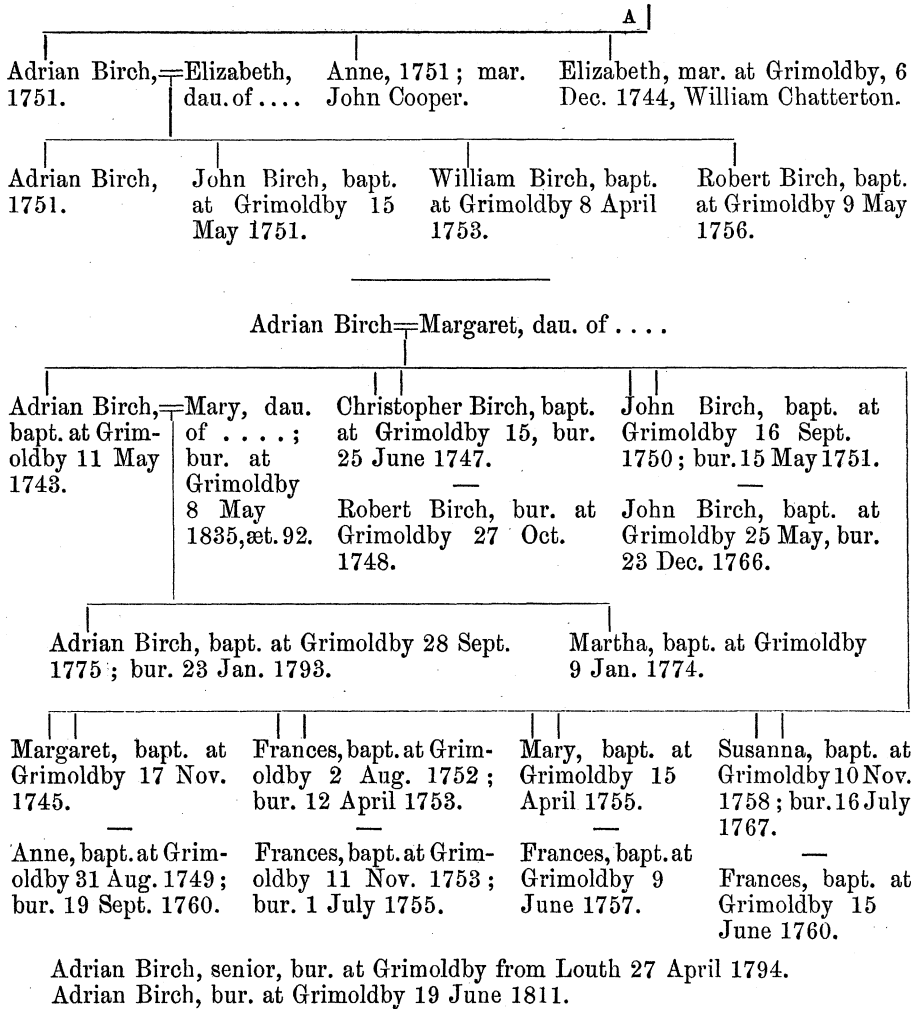 A
Adrian Birch,=Elizabeth,
1751. dau. of ....
Anne, 1751 ; mar.
John Cooper.
Elizabeth, mar. at Grimoldby, 6
Dec. 1744, William Chatterton.
Adrian Birch,
1751.
John Birch, bapt.
at Grimoldby 15
May 1751.
William Birch, bapt.
at Grimoldby 8 April
1753.
Robert Birch, bapt.
at Grimoldby 9 May
1756.
Adrian Birch=Margaret, dau. of . . . .
Adrian Birch,=
bapt. at Grim-
oldby 11 May
1743.
Mary, dau.
of . . . . ;
bur. at
Grimoldby
8 May
1835, æt. 92.
Christopher Birch, bapt.
at Grimoldby 15, bur.
25 June 1747.
—
Robert Birch, bur. at
Grimoldby 27 Oct.
1748.
John Birch, bapt. at
Grimoldby 16 Sept.
1750 ; bur. 15 May 1751.
—
John Birch, bapt. at
Grimoldby 25 May, bur.
23 Dec. 1766.
Adrian Birch, bapt. at Grimoldby 28 Sept.
1775 ; bur. 23 Jan. 1793.
Martha, bapt. at Grimoldby
9 Jan. 1774.
Margaret, bapt. at
Grimoldby 17 Nov.
1745.
—
Anne, bapt. at Grim-
oldby 31 Aug. 1749 ;
bur. 19 Sept. 1760.
Frances, bapt. at Grim-
oldby 2 Aug. 1752 ;
bur. 12 April 1753.
—
Frances, bapt. at Grim-
oldby 11 Nov. 1753 ;
bur. 1 July 1755.
Mary, bapt. at
Grimoldby 15
April 1755.
—
Frances, bapt. at
Grimoldby 9
June 1757.
Susanna, bapt. at
Grimoldby 10 Nov.
1758 ; bur. 16 July
1767.
—
Frances, bapt. at
Grimoldby 15
June 1760.
Adrian Birch, senior, bur. at Grimoldby from Louth 27 April 1794.
Adrian Birch, bur. at Grimoldby 19 June 1811.